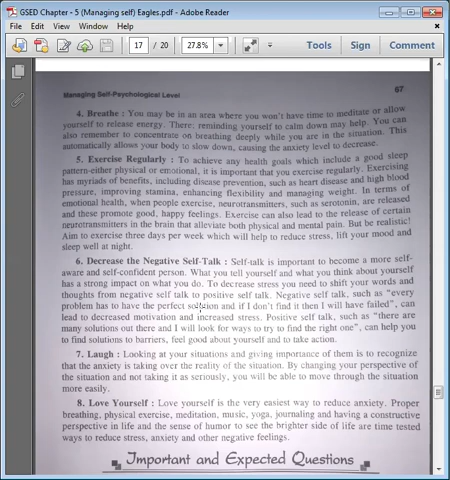 GSED Chapter - 5 (Managing self) Eagles.pdf - Adobe Reader
File Edit View Window Help
17 / 20 27.8% Tools Sign Comment
Managing Self-Psychological Level 67
4. Breathe : You may be in an area where you won't have time to meditate or allow
yourself to release energy. There; reminding yourself to calm down may help. You can
also remember to concentrate on breathing deeply while you are in the situation. This
automatically allows your body to slow down, causing the anxiety level to decrease.
5. Exercise Regularly : To achieve any health goals which include a good sleep
pattern-either physical or emotional, it is important that you exercise regularly. Exercising
has myriads of benefits, including disease prevention, such as heart disease and high blood
pressure, improving stamina, enhancing flexibility and managing weight. In terms of
emotional health, when people exercise, neurotransmitters, such as serotonin, are released
and these promote good, happy feelings. Exercise can also lead to the release of certain
neurotransmitters in the brain that alleviate both physical and mental pain. But be realistic!
Aim to exercise three days per week which will help to reduce stress, lift your mood and
sleep well at night.
6. Decrease the Negative Self-Talk : Self-talk is important to become a more self-
aware and self-confident person. What you tell yourself and what you think about yourself
has a strong impact on what you do. To decrease stress you need to shift your words and
thoughts from negative self talk to positive self talk. Negative self talk, such as "every
problem has to have the perfect solution and if I don't find it then I will have failed", can
lead to decreased motivation and increased stress. Positive self talk, such as "there are
many solutions out there and I will look for ways to try to find the right one", can help you
to find solutions to barriers, feel good about yourself and to take action.
7. Laugh : Looking at your situations and giving importance of them is to recognize
that the anxiety is taking over the reality of the situation. By changing your perspective of
the situation and not taking it as seriously, you will be able to move through the situation
more easily.
8. Love Yourself : Love yourself is the very easiest way to reduce anxiety. Proper
breathing, physical exercise, meditation, music, yoga, journaling and having a constructive
perspective in life and the sense of humor to see the brighter side of life are time tested
ways to reduce stress, anxiety and other negative feelings.
Important and Expected Questions